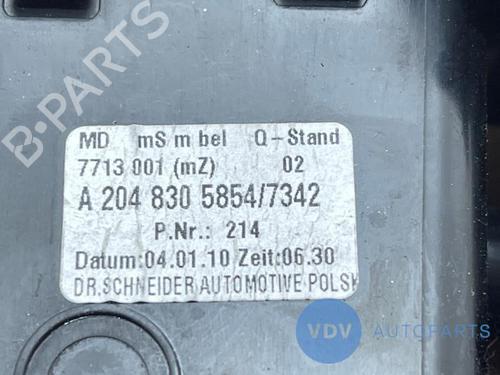 B-PARTS
MD mS m bel Q-Stand
7713 001 (mZ) 02
A 204 830 5854/7342
P.Nr.: 214
Datum:04.01.10 Zeit:06.30
DR.SCHNEIDER AUTOMOTIVE POLSK
VDV AUTOPARTS